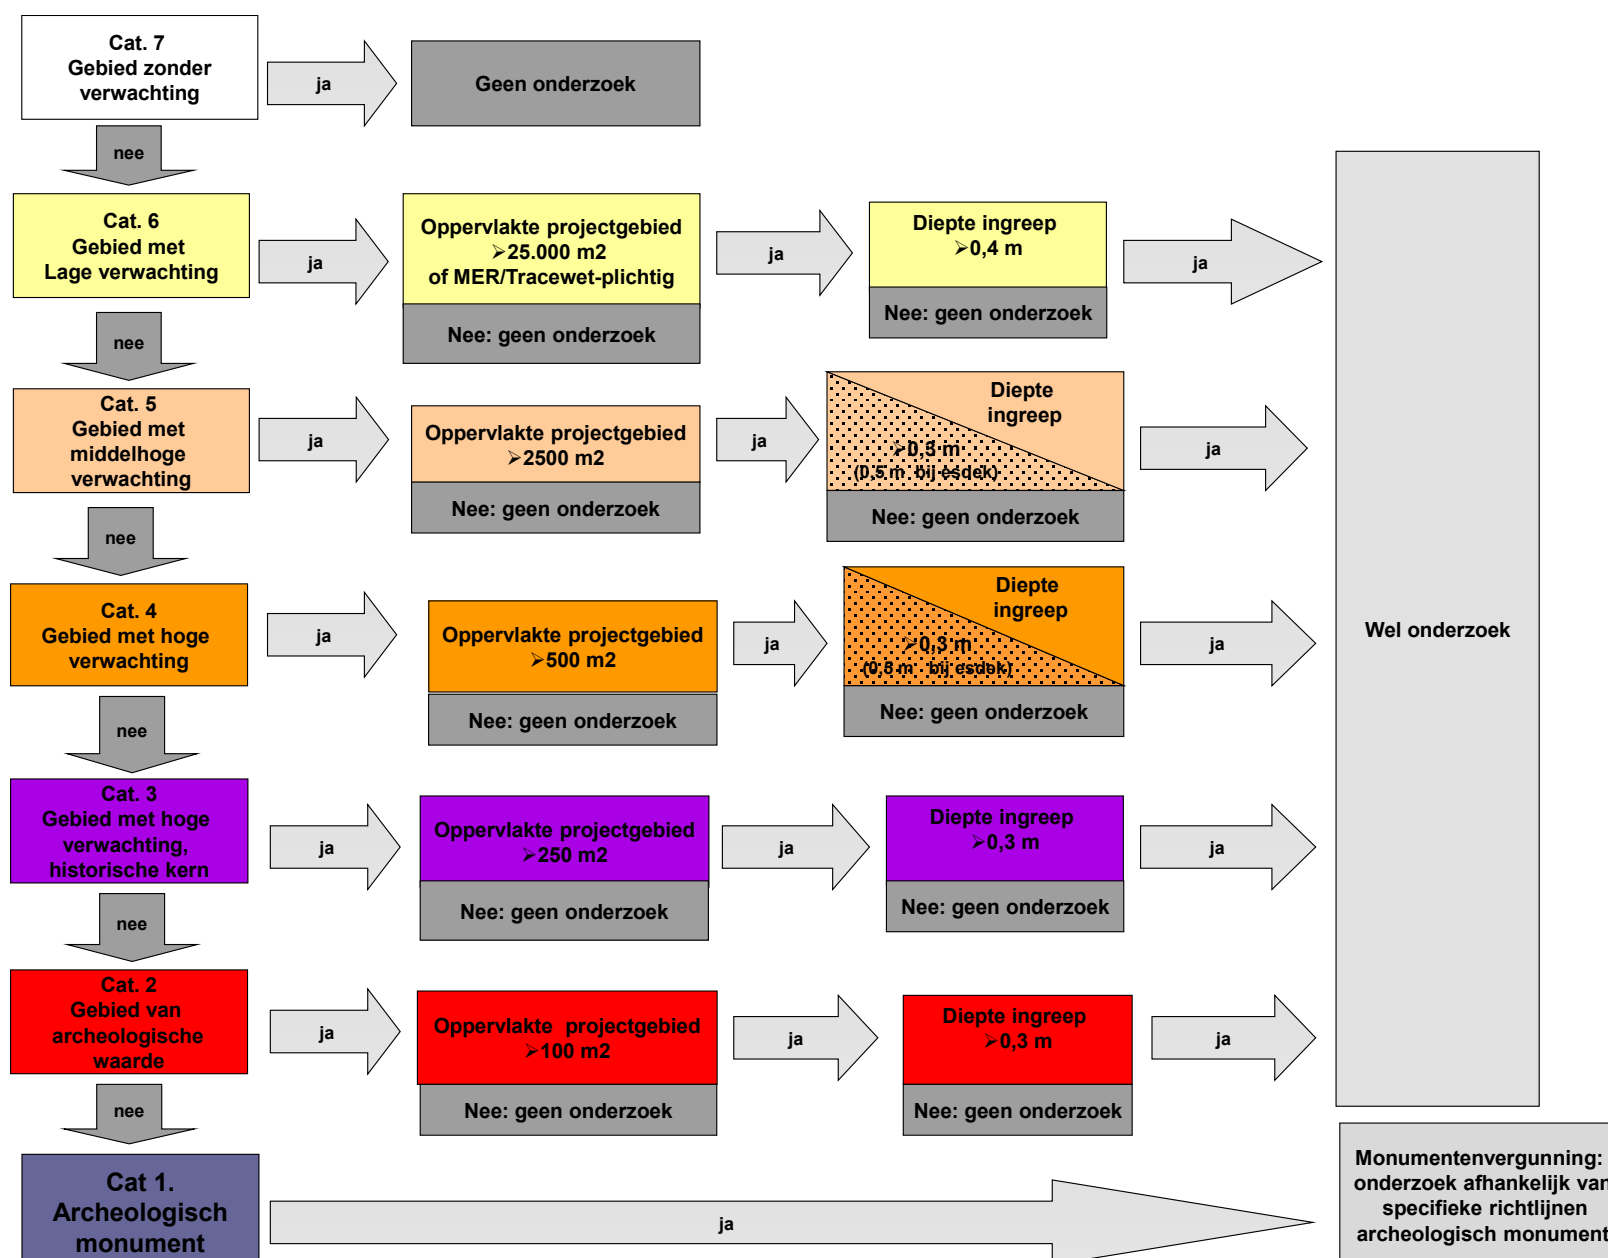 Cat. 7
Gebied zonder
verwachting
ja
Geen onderzoek
nee
Cat. 6
Gebied met
Lage verwachting
ja
Oppervlakte projectgebied
➢25.000 m2
of MER/Tracewet-plichtig
Nee: geen onderzoek
ja
Diepte ingreep
➢0,4 m
Nee: geen onderzoek
ja
nee
Cat. 5
Gebied met
middelhoge
verwachting
ja
Oppervlakte projectgebied
➢2500 m2
Nee: geen onderzoek
ja
Diepte
ingreep
➢0,3 m
(0,5 m bij esdek)
Nee: geen onderzoek
ja
nee
Cat. 4
Gebied met hoge
verwachting
ja
Oppervlakte projectgebied
➢500 m2
Nee: geen onderzoek
ja
Diepte
ingreep
➢0,3 m
(0,5 m bij esdek)
Nee: geen onderzoek
ja
Wel onderzoek
nee
Cat. 3
Gebied met hoge
verwachting,
historische kern
ja
Oppervlakte projectgebied
➢250 m2
Nee: geen onderzoek
ja
Diepte ingreep
➢0,3 m
Nee: geen onderzoek
ja
nee
Cat. 2
Gebied van
archeologische
waarde
ja
Oppervlakte projectgebied
➢100 m2
Nee: geen onderzoek
ja
Diepte ingreep
➢0,3 m
Nee: geen onderzoek
ja
nee
Cat 1.
Archeologisch
monument
ja
Monumentenvergunning:
onderzoek afhankelijk van
specifieke richtlijnen
archeologisch monument